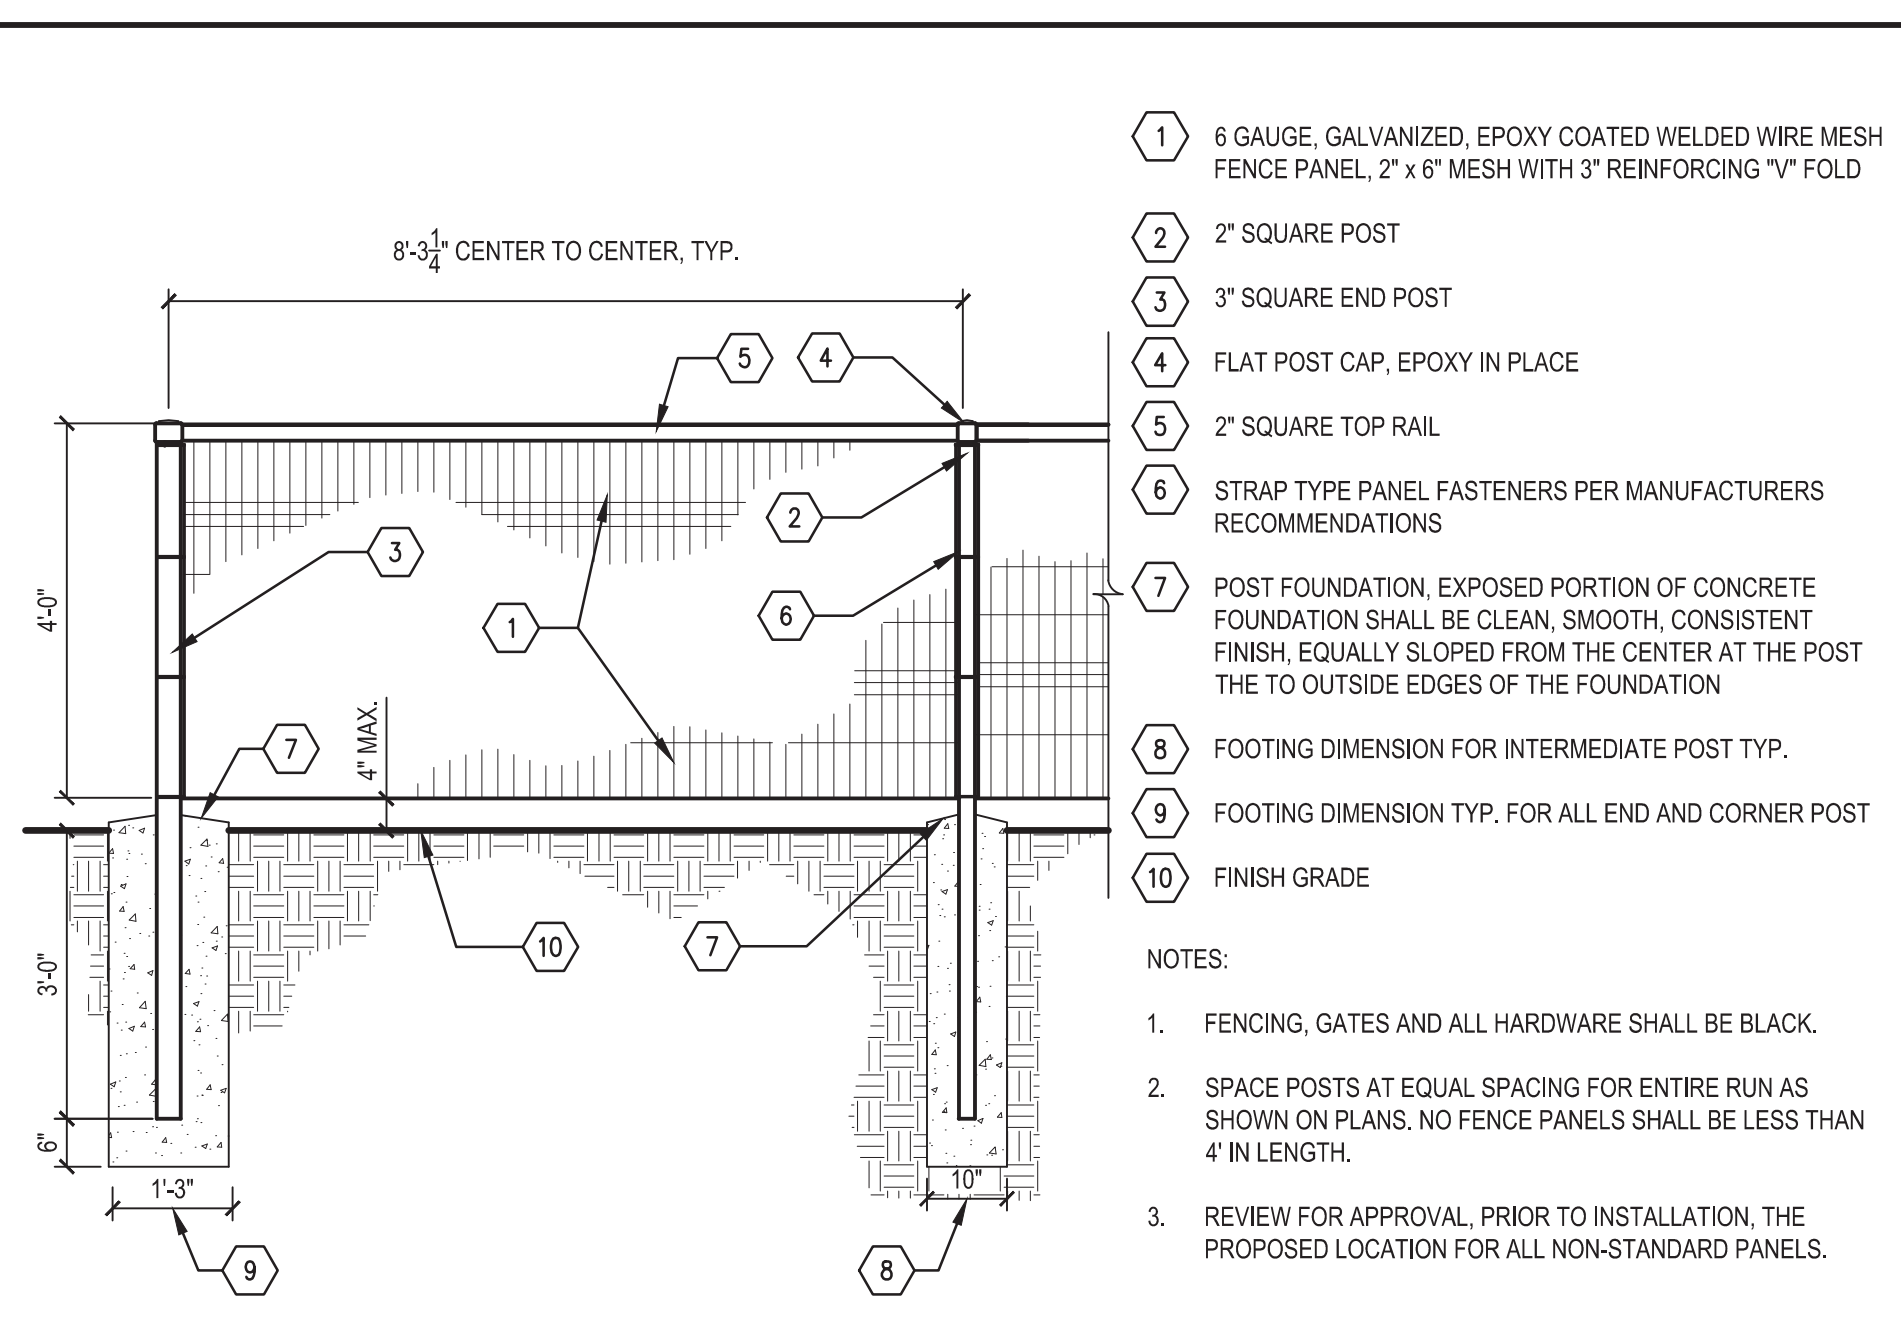 1 6 GAUGE, GALVANIZED, EPOXY COATED WELDED WIRE MESH
FENCE PANEL, 2" x 6" MESH WITH 3" REINFORCING "V" FOLD
2 2" SQUARE POST
3 3" SQUARE END POST
4 FLAT POST CAP, EPOXY IN PLACE
5 2" SQUARE TOP RAIL
6 STRAP TYPE PANEL FASTENERS PER MANUFACTURERS
RECOMMENDATIONS
7 POST FOUNDATION, EXPOSED PORTION OF CONCRETE
FOUNDATION SHALL BE CLEAN, SMOOTH, CONSISTENT
FINISH, EQUALLY SLOPED FROM THE CENTER AT THE POST
THE TO OUTSIDE EDGES OF THE FOUNDATION
8 FOOTING DIMENSION FOR INTERMEDIATE POST TYP.
9 FOOTING DIMENSION TYP. FOR ALL END AND CORNER POST
10 FINISH GRADE
NOTES:
1. FENCING, GATES AND ALL HARDWARE SHALL BE BLACK.
2. SPACE POSTS AT EQUAL SPACING FOR ENTIRE RUN AS
SHOWN ON PLANS. NO FENCE PANELS SHALL BE LESS THAN
4' IN LENGTH.
3. REVIEW FOR APPROVAL, PRIOR TO INSTALLATION, THE
PROPOSED LOCATION FOR ALL NON-STANDARD PANELS.
8'-3 1/4" CENTER TO CENTER, TYP.
5
4
2
3
4'-0"
1
6
4" MAX.
7
10
7
3'-0"
6"
1'-3"
10"
9
8